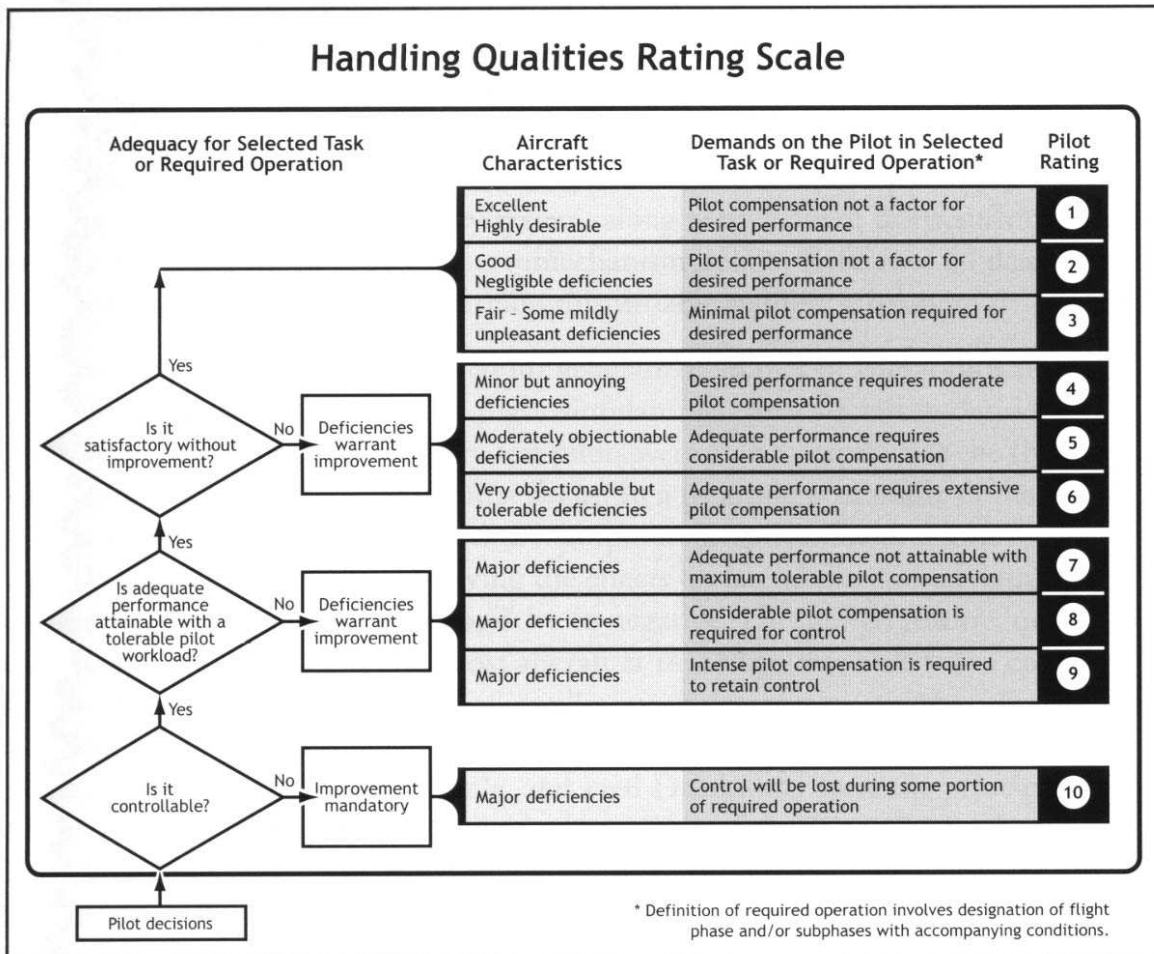 Handling Qualities Rating Scale
Adequacy for Selected Task
or Required Operation
Aircraft
Characteristics
Demands on the Pilot in Selected
Task or Required Operation*
Pilot
Rating
Excellent
Highly desirable
Pilot compensation not a factor for
desired performance
1
Good
Negligible deficiencies
Pilot compensation not a factor for
desired performance
2
Fair – Some mildly
unpleasant deficiencies
Minimal pilot compensation required for
desired performance
3
Yes
Is it
satisfactory without
improvement?
No
Deficiencies
warrant
improvement
Minor but annoying
deficiencies
Desired performance requires moderate
pilot compensation
4
Moderately objectionable
deficiencies
Adequate performance requires
considerable pilot compensation
5
Very objectionable but
tolerable deficiencies
Adequate performance requires extensive
pilot compensation
6
Yes
Is adequate
performance
attainable with a
tolerable pilot
workload?
No
Deficiencies
warrant
improvement
Major deficiencies
Adequate performance not attainable with
maximum tolerable pilot compensation
7
Major deficiencies
Considerable pilot compensation is
required for control
8
Major deficiencies
Intense pilot compensation is required
to retain control
9
Yes
Is it
controllable?
No
Improvement
mandatory
Major deficiencies
Control will be lost during some portion
of required operation
10
Pilot decisions
* Definition of required operation involves designation of flight
phase and/or subphases with accompanying conditions.